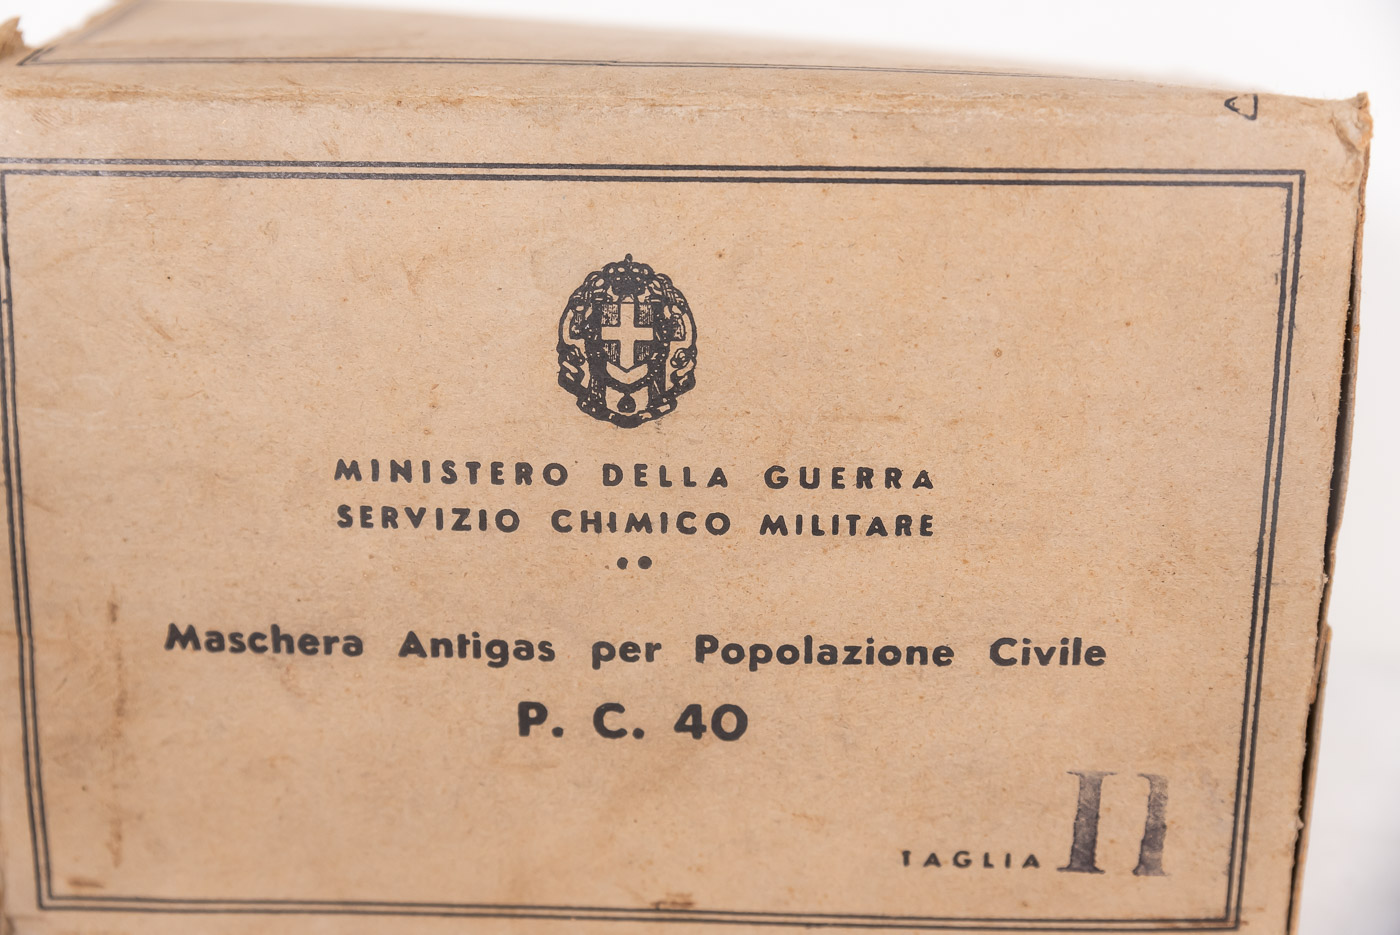 MINISTERO DELLA GUERRA
SERVIZIO CHIMICO MILITARE
Maschera Antigas per Popolazione Civile
P. C. 40
TAGLIA II